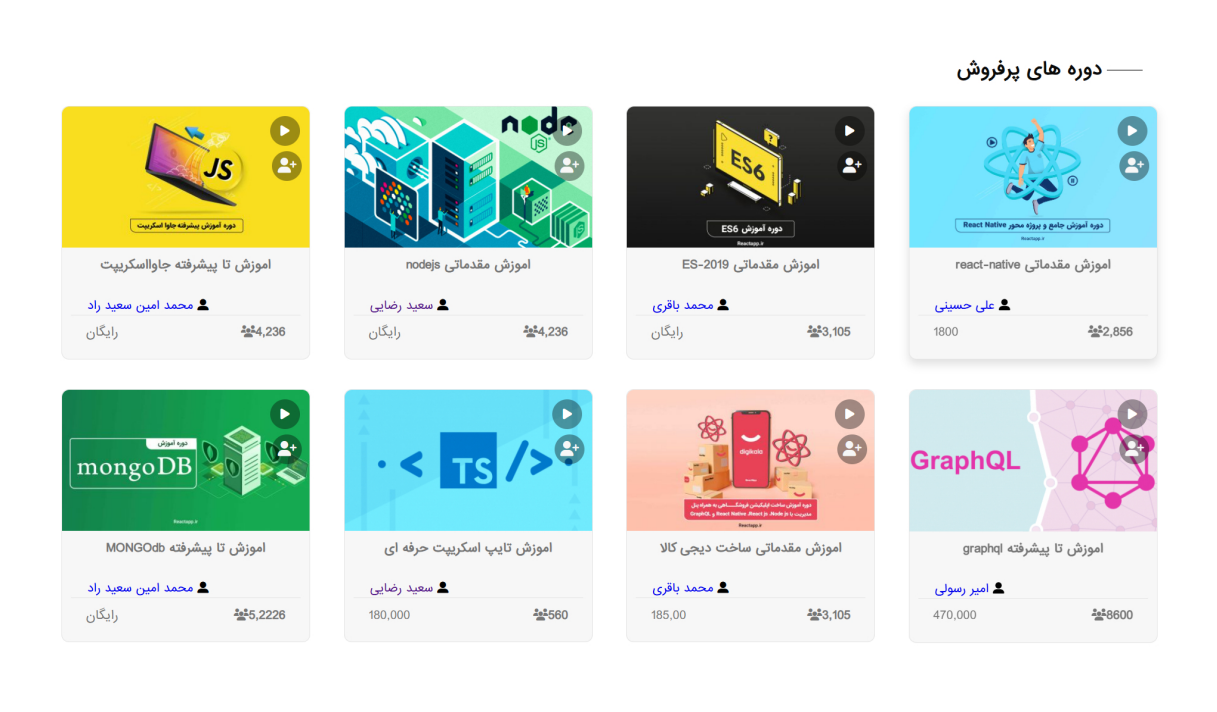 دوره های پرفروش
دوره آموزش جامع و پروژه محور React Native
Reactapp.ir
اموزش مقدماتی react-native
علی حسینی
2,856
1800
ES6
دوره آموزش ES6
Reactapp.ir
اموزش مقدماتی ES-2019
محمد باقری
3,105
رایگان
node
JS
اموزش مقدماتی nodejs
سعید رضایی
4,236
رایگان
JS
دوره آموزش پیشرفته جاوا اسکریپت
اموزش تا پیشرفته جاوااسکریپت
محمد امین سعید راد
4,236
رایگان
GraphQL
اموزش تا پیشرفته graphql
امیر رسولی
8600
470,000
digikala
دوره آموزش ساخت اپلیکیشن فروشگاهی به همراه پنل
مدیریت با React Native ،React js ،Node js و GraphQL
Reactapp.ir
اموزش مقدماتی ساخت دیجی کالا
محمد باقری
3,105
185,00
< TS />
اموزش تایپ اسکریپت حرفه ای
سعید رضایی
560
180,000
دوره آموزش
mongoDB
Reactapp.ir
اموزش تا پیشرفته MONGOdb
محمد امین سعید راد
5,2226
رایگان